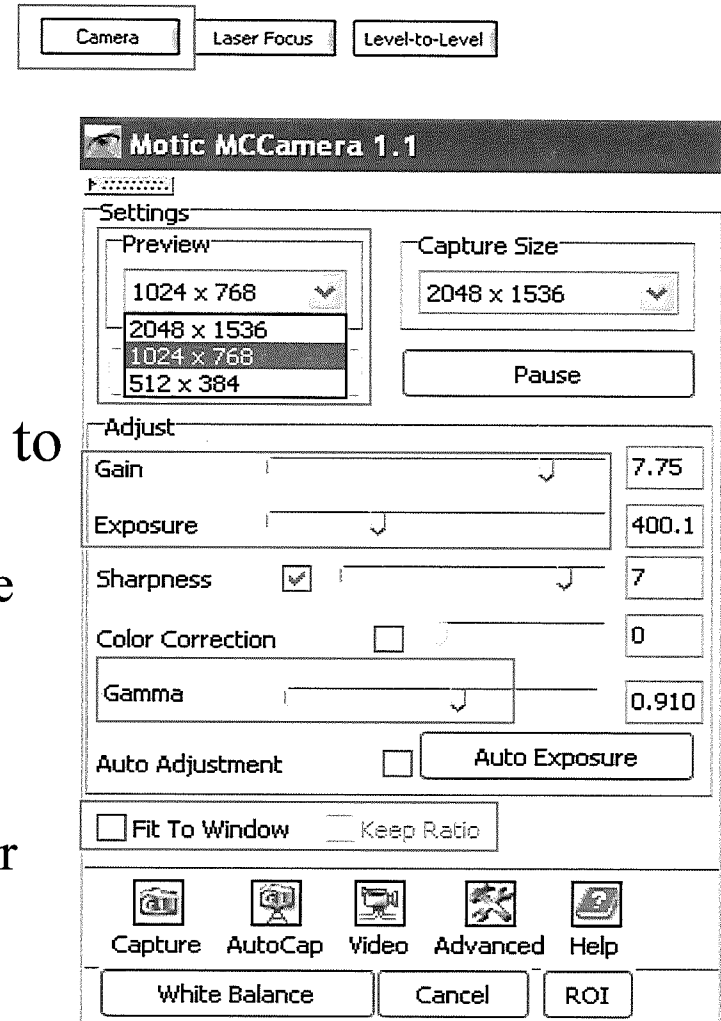 Camera Laser Focus Level-to-Level
Motic MCCamera 1.1
Settings
Preview Capture Size
1024 x 768 2048 x 1536
2048 x 1536
1024 x 768
512 x 384
Pause
to
Adjust
Gain 7.75
Exposure 400.1
e
Sharpness 7
Color Correction 0
Gamma 0.910
Auto Adjustment Auto Exposure
Fit To Window Keep Ratio
r
Capture AutoCap Video Advanced Help
White Balance Cancel ROI